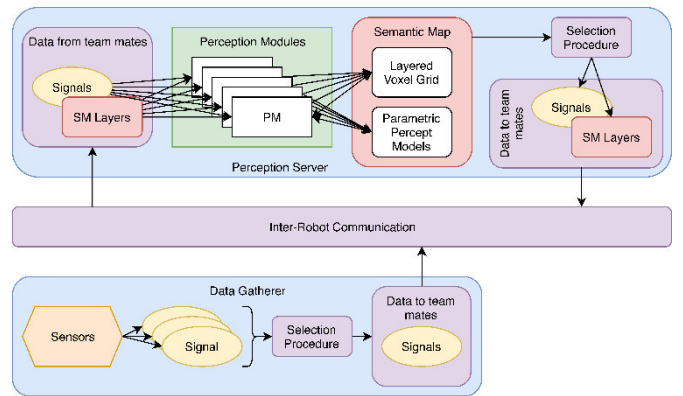 Data from team mates
Signals
SM Layers
Perception Modules
PM
Semantic Map
Layered
Voxel Grid
Parametric
Percept
Models
Selection
Procedure
Signals
SM Layers
Data to team
mates
Perception Server
Inter-Robot Communication
Data Gatherer
Sensors
Signal
Selection
Procedure
Data to team
mates
Signals